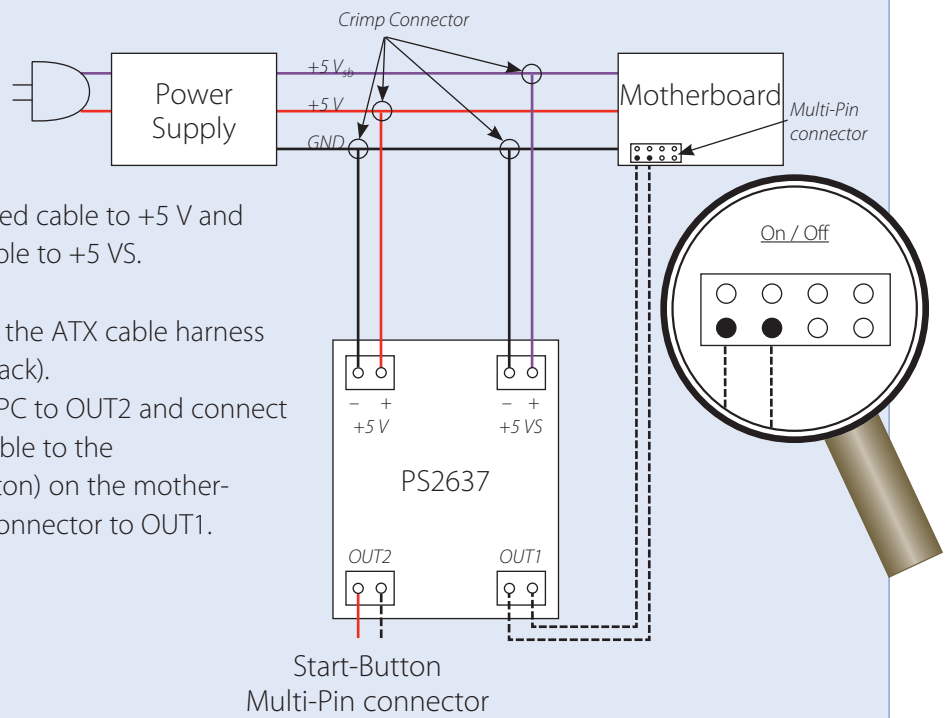 Crimp Connector
+5 Vsb
+5 V
GND
Power
Supply
Motherboard
Multi-Pin
connector
On / Off
ed cable to +5 V and
ble to +5 VS.
the ATX cable harness
ack).
PC to OUT2 and connect
ble to the
ton) on the mother-
onnector to OUT1.
– +
+5 V
– +
+5 VS
PS2637
OUT2
OUT1
Start-Button
Multi-Pin connector